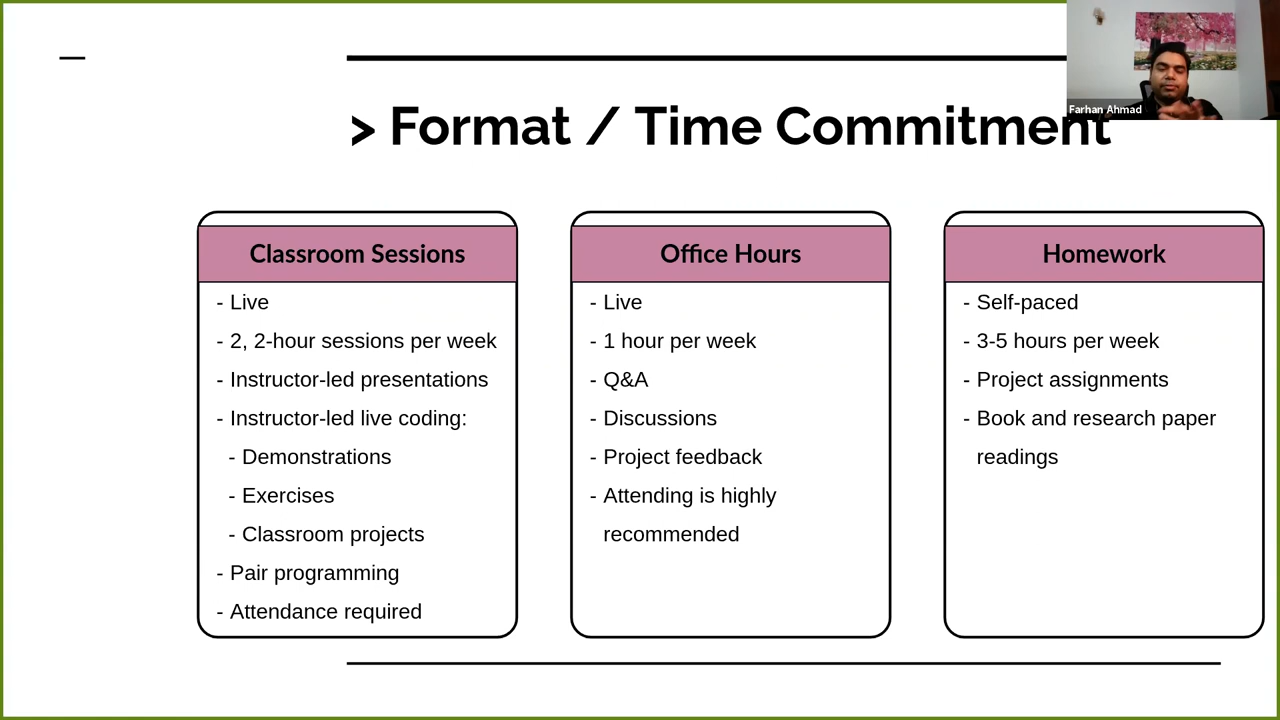 > Format / Time Commitment
Farhan Ahmad
Classroom Sessions
- Live
- 2, 2-hour sessions per week
- Instructor-led presentations
- Instructor-led live coding:
- Demonstrations
- Exercises
- Classroom projects
- Pair programming
- Attendance required
Office Hours
- Live
- 1 hour per week
- Q&A
- Discussions
- Project feedback
- Attending is highly
recommended
Homework
- Self-paced
- 3-5 hours per week
- Project assignments
- Book and research paper
readings